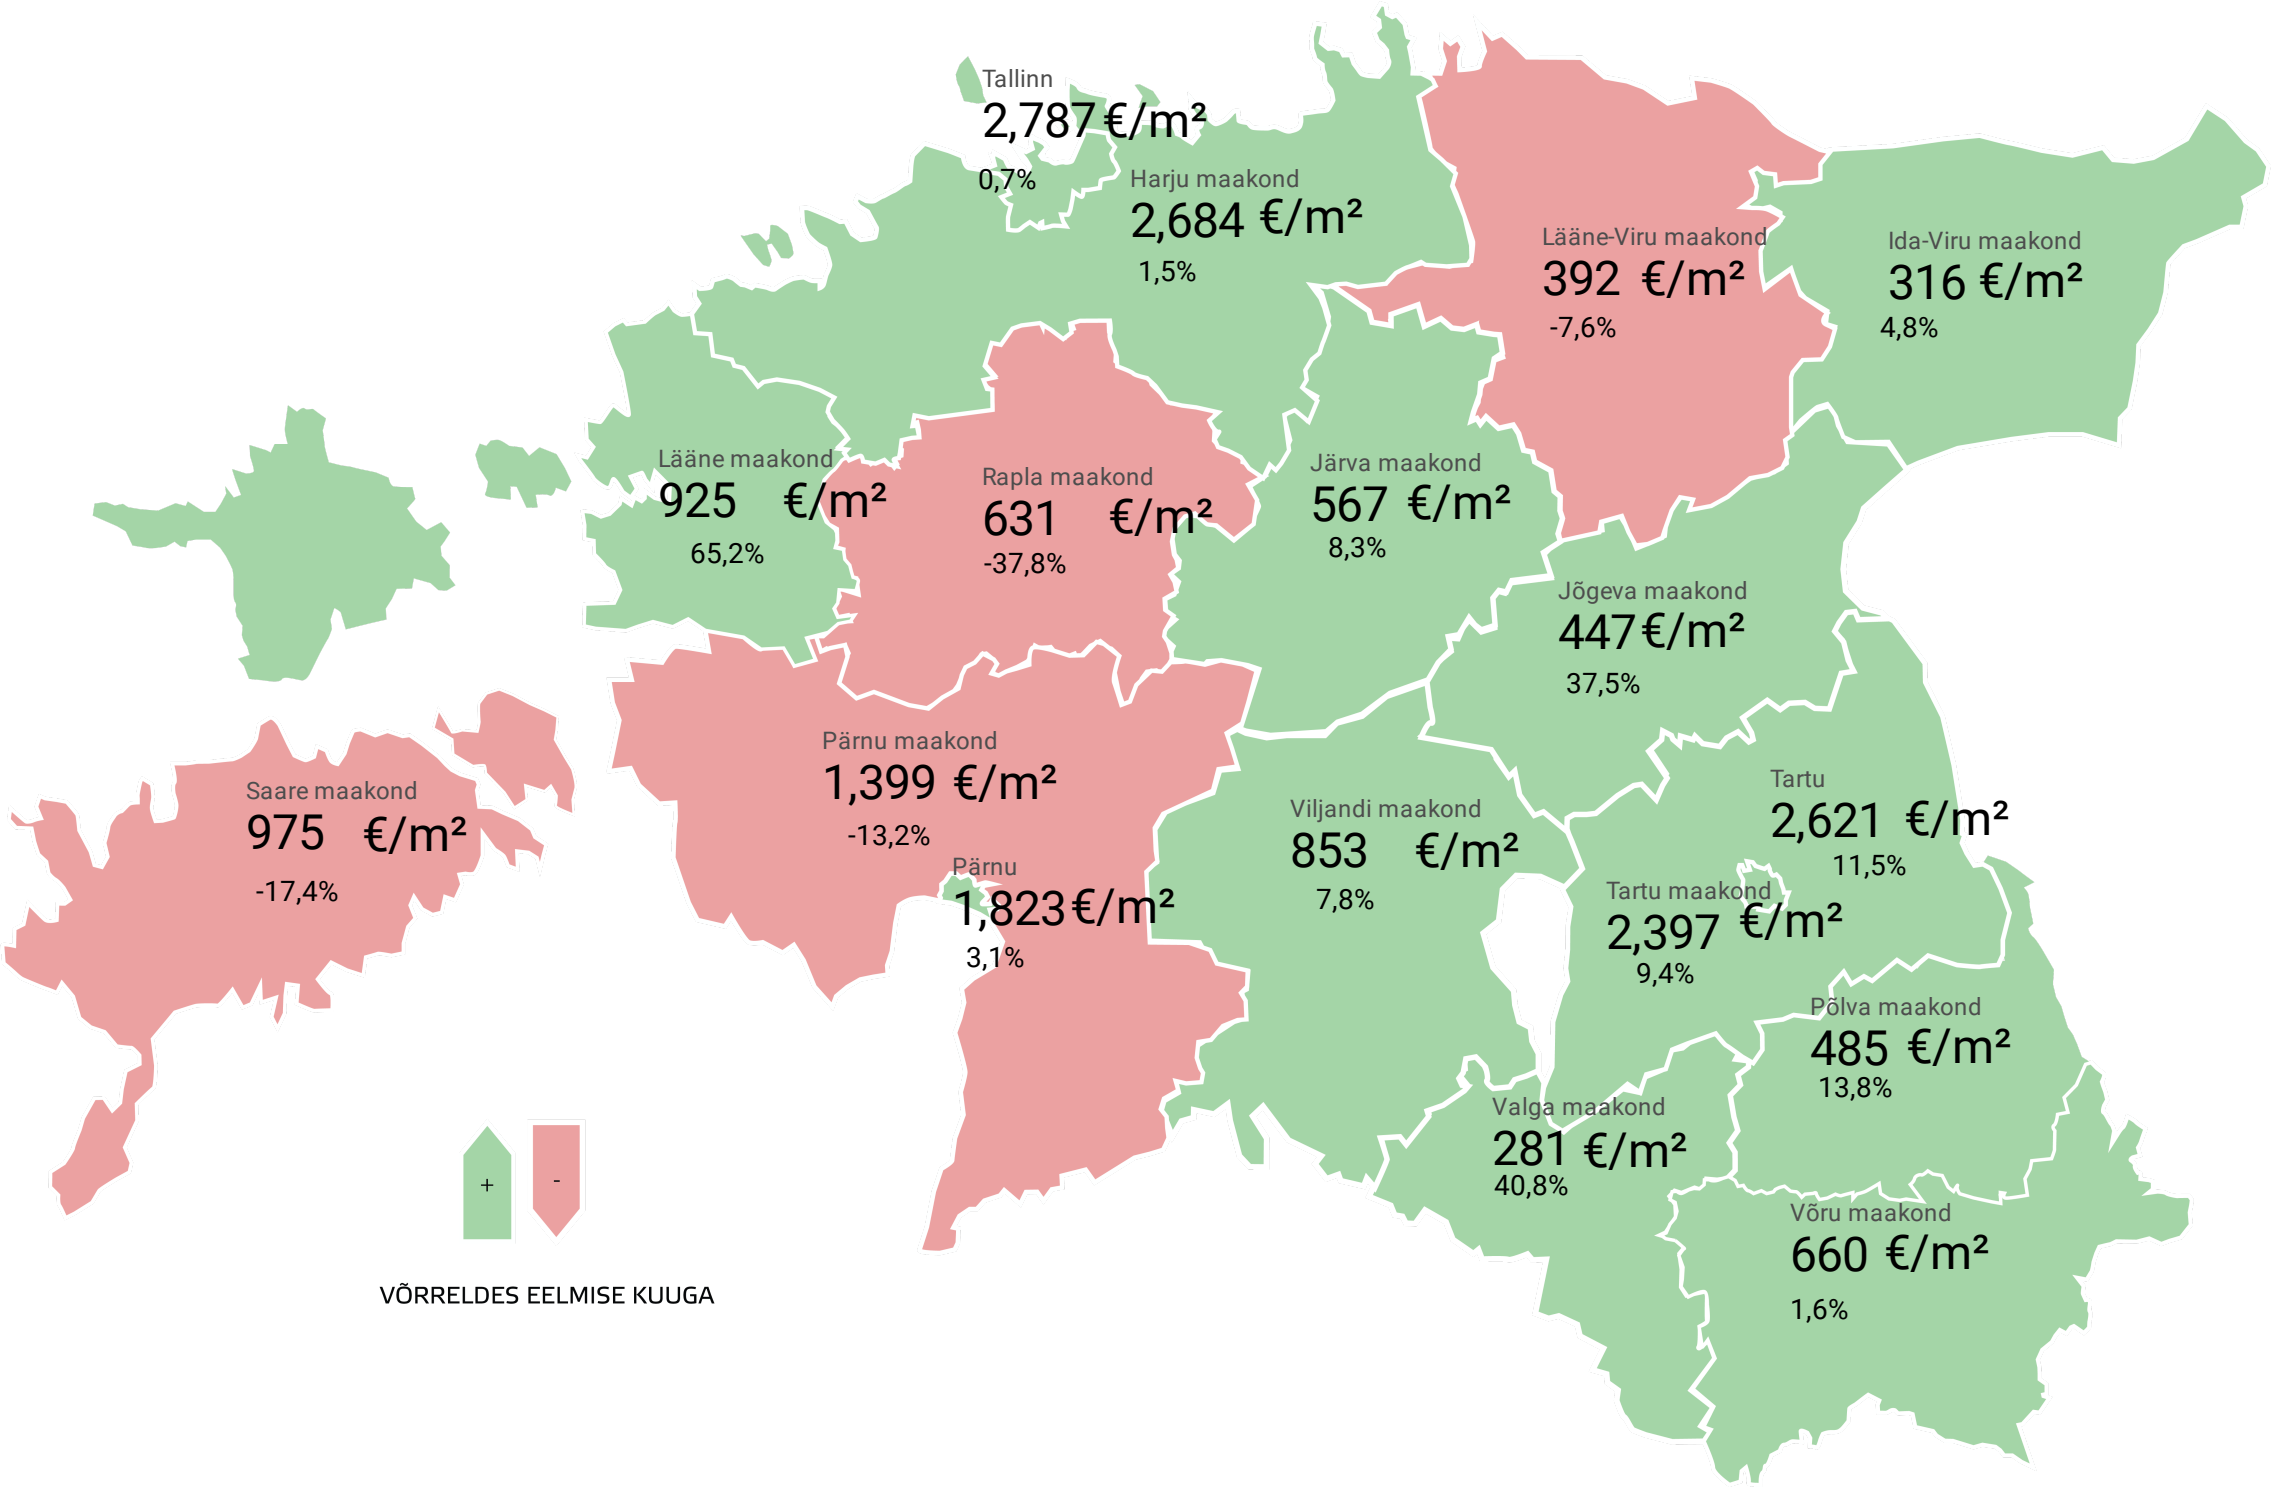 Tallinn
2,787 €/m²
0,7%
Harju maakond
2,684 €/m²
1,5%
Lääne-Viru maakond
392 €/m²
-7,6%
Ida-Viru maakond
316 €/m²
4,8%
Lääne maakond
925 €/m²
65,2%
Rapla maakond
631 €/m²
-37,8%
Järva maakond
567 €/m²
8,3%
Jõgeva maakond
447 €/m²
37,5%
Saare maakond
975 €/m²
-17,4%
Pärnu maakond
1,399 €/m²
-13,2%
Pärnu
1,823 €/m²
3,1%
Viljandi maakond
853 €/m²
7,8%
Tartu
2,621 €/m²
11,5%
Tartu maakond
2,397 €/m²
9,4%
Põlva maakond
485 €/m²
13,8%
Valga maakond
281 €/m²
40,8%
Võru maakond
660 €/m²
1,6%
+ -
VÕRRELDES EELMISE KUUGA